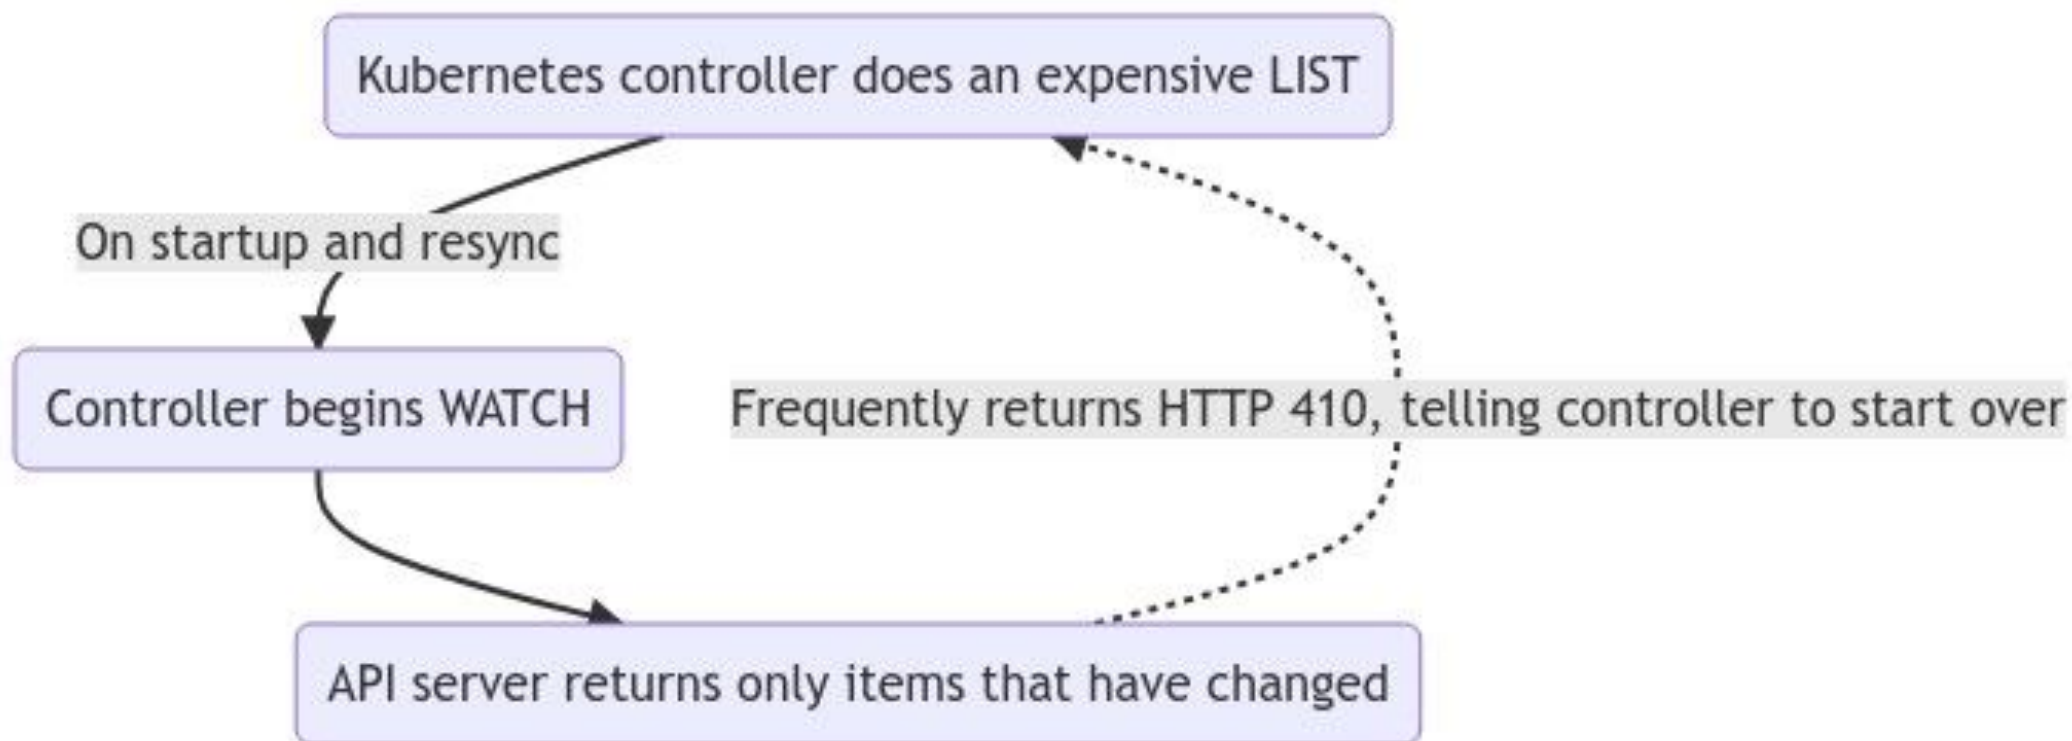 Kubernetes controller does an expensive LIST
On startup and resync
Controller begins WATCH
Frequently returns HTTP 410, telling controller to start over
API server returns only items that have changed